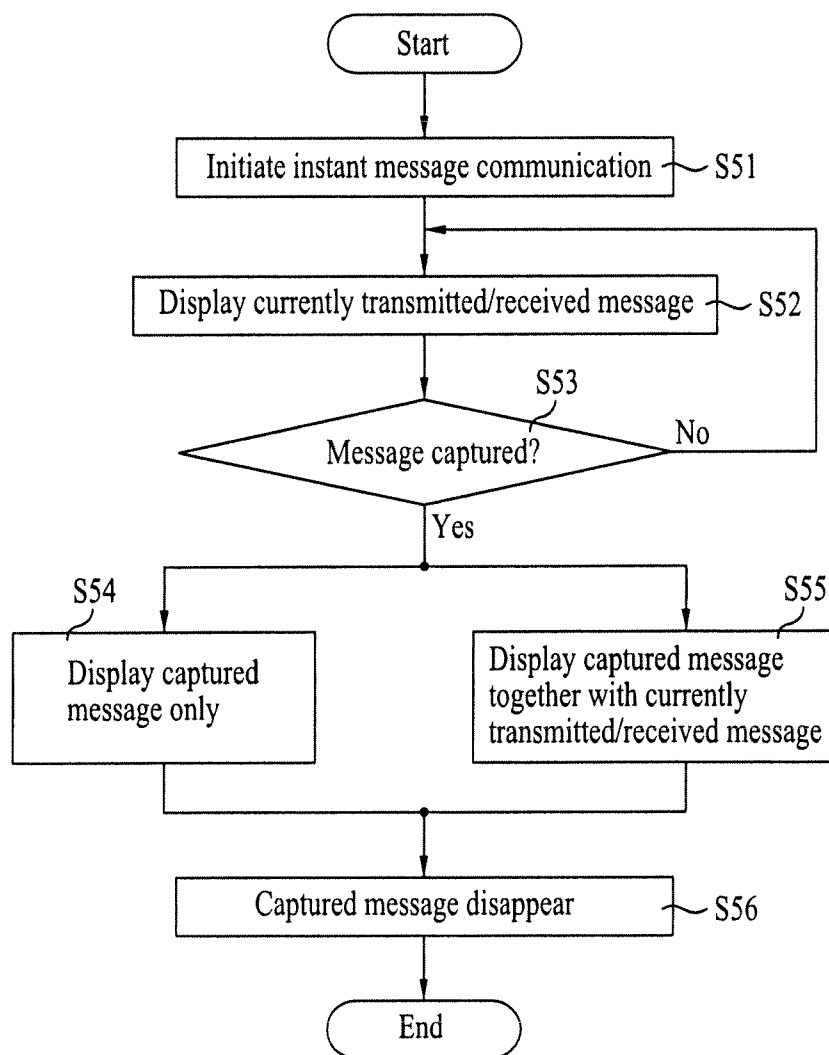 Start
Initiate instant message communication
S51
Display currently transmitted/received message
S52
S53
Message captured?
No
Yes
S54
Display captured
message only
S55
Display captured message
together with currently
transmitted/received message
Captured message disappear
S56
End